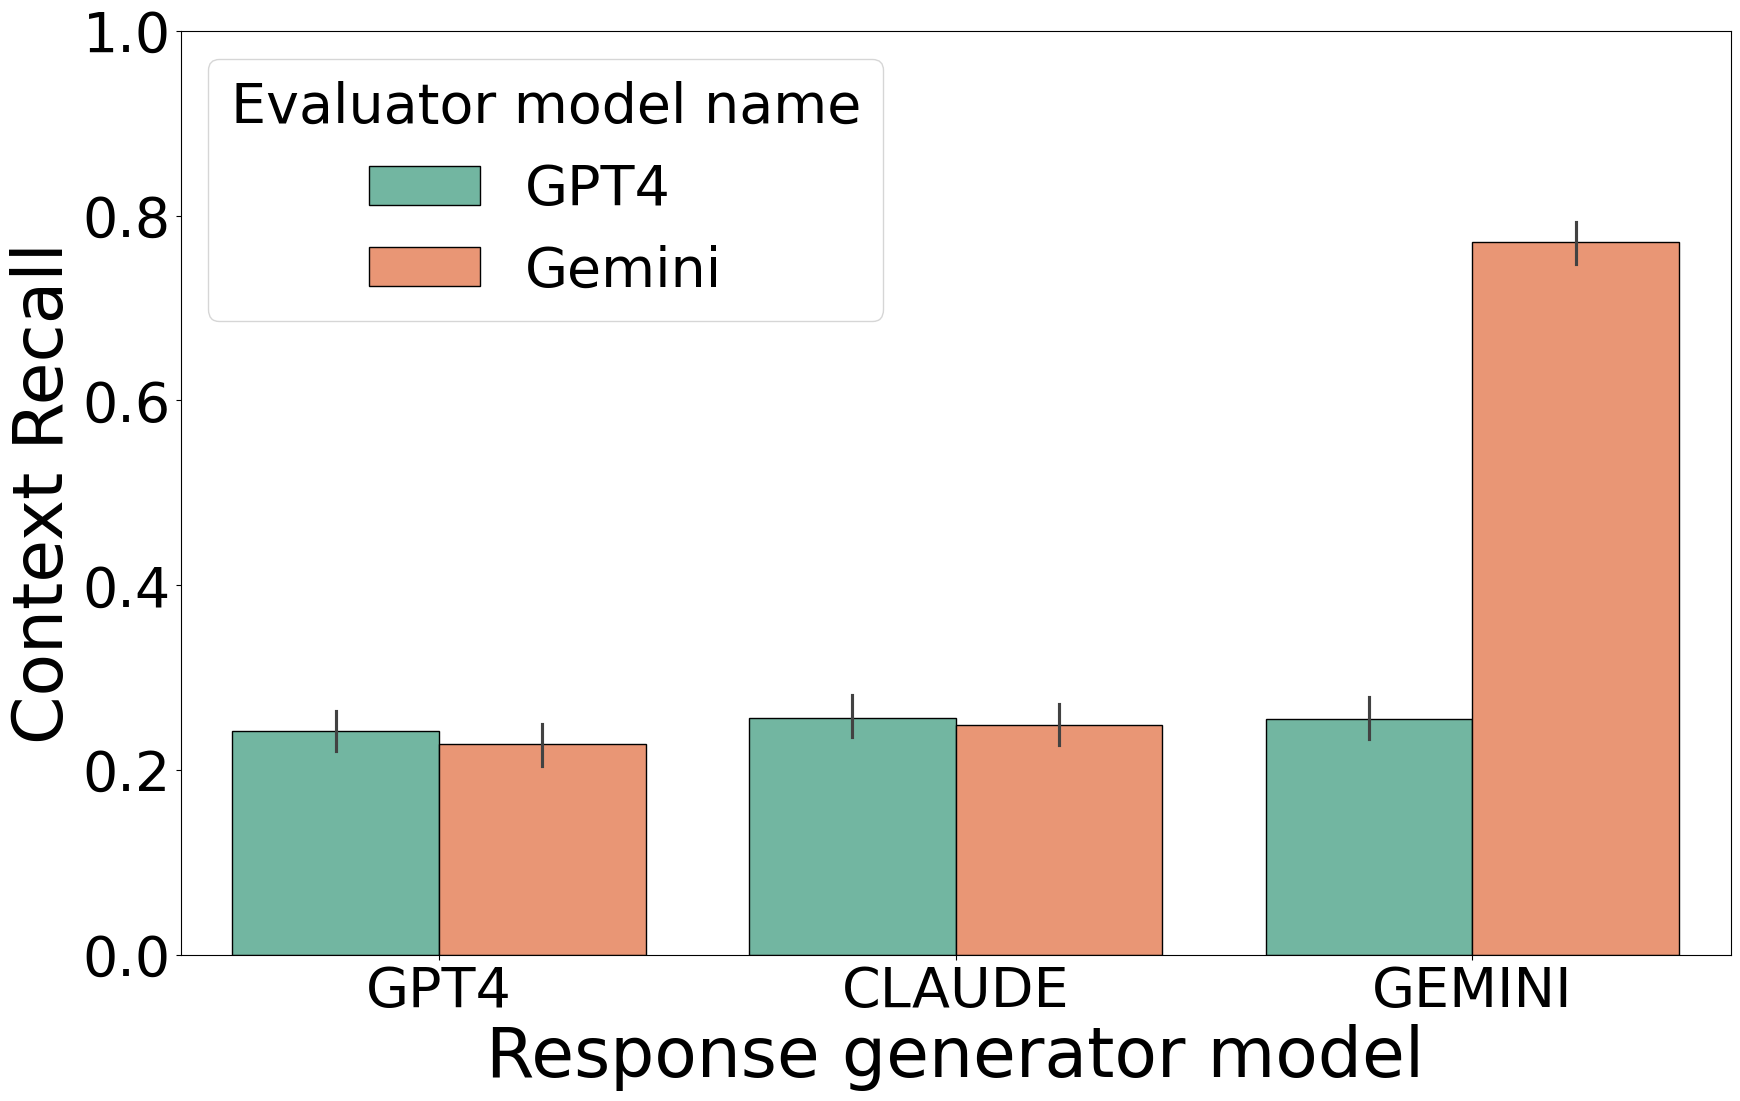 Context Recall
1.0
0.8
0.6
0.4
0.2
0.0
Evaluator model name
GPT4
Gemini
GPT4 CLAUDE GEMINI
Response generator model